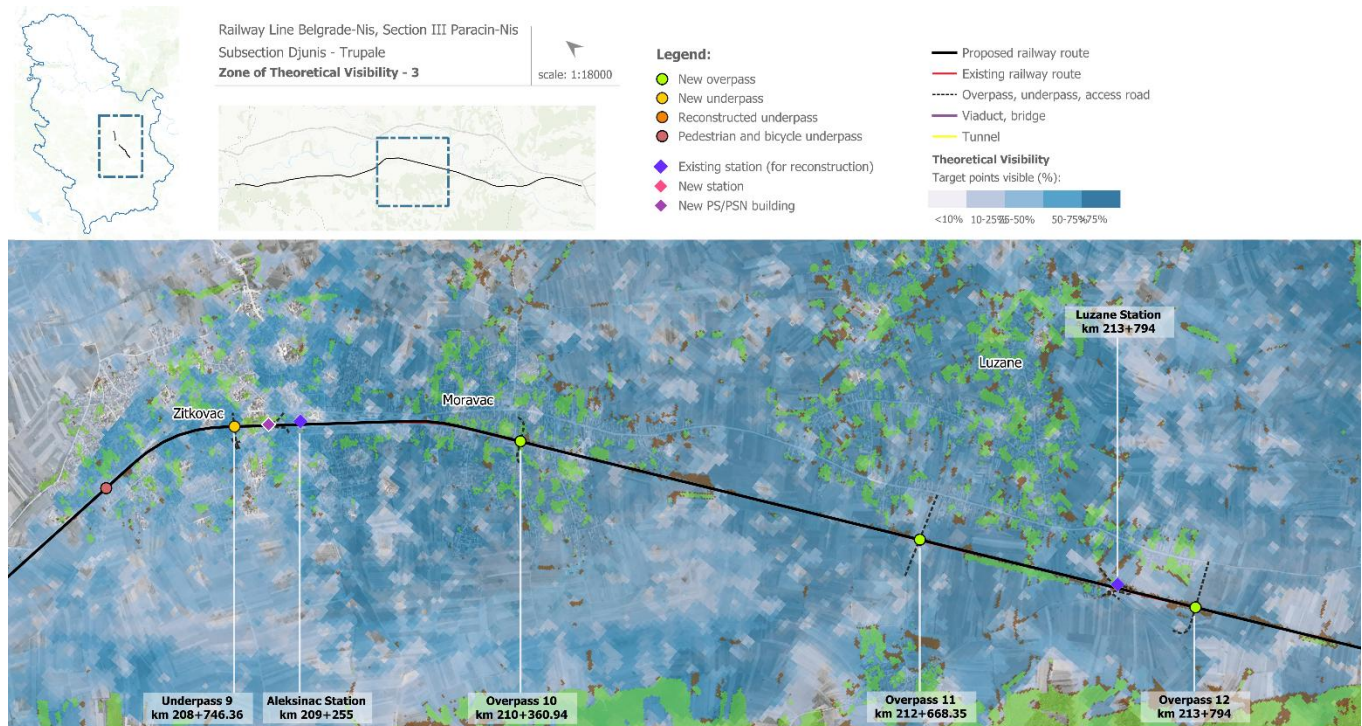 Railway Line Belgrade-Nis, Section III Paracin-Nis
Subsection Djunis - Trupale
Zone of Theoretical Visibility - 3
scale: 1:18000
Legend:
New overpass
New underpass
Reconstructed underpass
Pedestrian and bicycle underpass
Existing station (for reconstruction)
New station
New PS/PSN building
Proposed railway route
Existing railway route
Overpass, underpass, access road
Viaduct, bridge
Tunnel
Theoretical Visibility
Target points visible (%):
<10% 10-25% 25-50% 50-75% >75%
Luzane Station
km 213+794
Luzane
Moravac
Zitkovac
Underpass 9
km 208+746.36
Aleksinac Station
km 209+255
Overpass 10
km 210+360.94
Overpass 11
km 212+668.35
Overpass 12
km 213+794